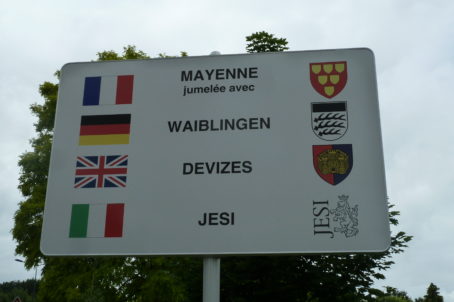 MAYENNE
jumelée avec
WAIBLINGEN
DEVIZES
JESI
JESI